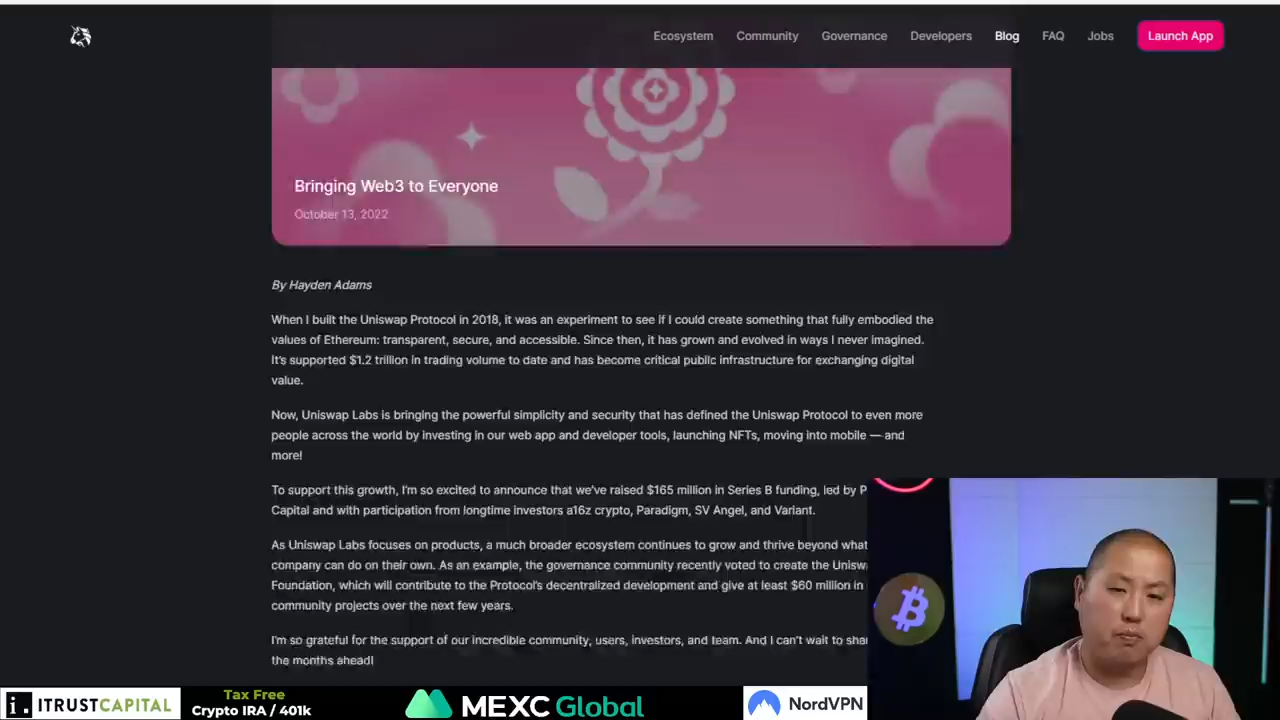 Ecosystem Community Governance Developers Blog FAQ Jobs Launch App
Bringing Web3 to Everyone
October 13, 2022
By Hayden Adams
When I built the Uniswap Protocol in 2018, it was an experiment to see if I could create something that fully embodied the
values of Ethereum: transparent, secure, and accessible. Since then, it has grown and evolved in ways I never imagined.
It's supported $1.2 trillion in trading volume to date and has become critical public infrastructure for exchanging digital
value.
Now, Uniswap Labs is bringing the powerful simplicity and security that has defined the Uniswap Protocol to even more
people across the world by investing in our web app and developer tools, launching NFTs, moving into mobile — and
more!
To support this growth, I'm so excited to announce that we've raised $165 million in Series B funding, led by P
Capital and with participation from longtime investors a16z crypto, Paradigm, SV Angel, and Variant.
As Uniswap Labs focuses on products, a much broader ecosystem continues to grow and thrive beyond what
company can do on their own. As an example, the governance community recently voted to create the Unisw
Foundation, which will contribute to the Protocol's decentralized development and give at least $60 million in
community projects over the next few years.
I'm so grateful for the support of our incredible community, users, investors, and team. And I can't wait to shar
the months ahead!
i. ITRUSTCAPITAL Tax Free
Crypto IRA / 401k
MEXC Global
NordVPN